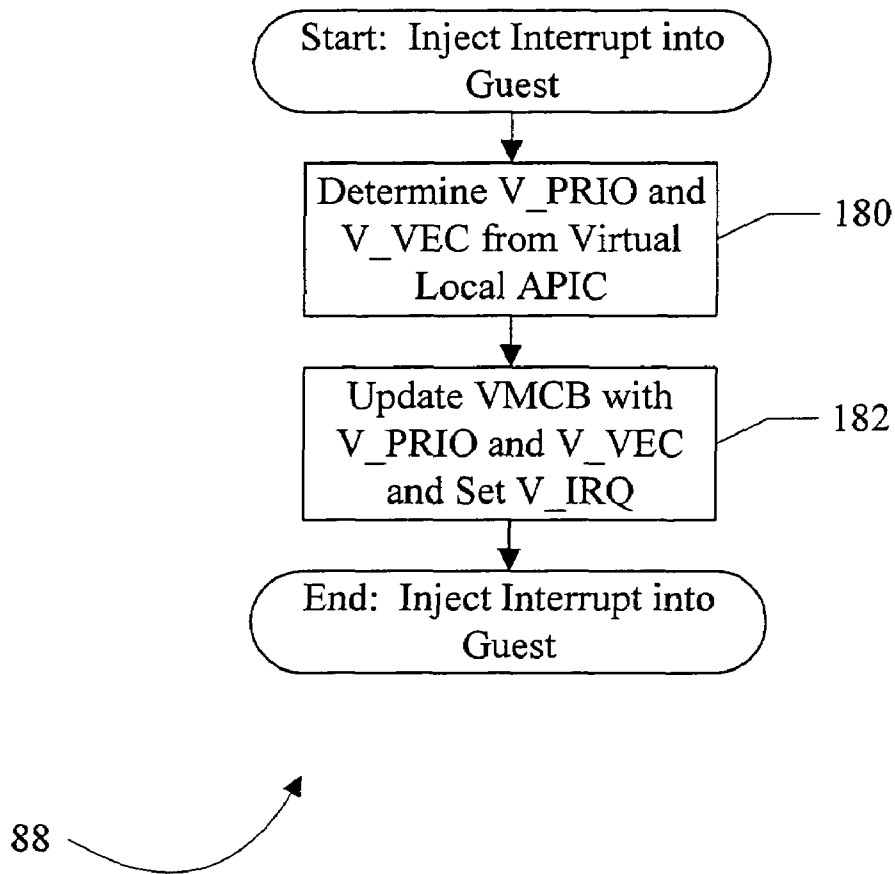 Start: Inject Interrupt into
Guest
Determine V_PRIO and
V_VEC from Virtual
Local APIC
180
Update VMCB with
V_PRIO and V_VEC
and Set V_IRQ
182
End: Inject Interrupt into
Guest
88